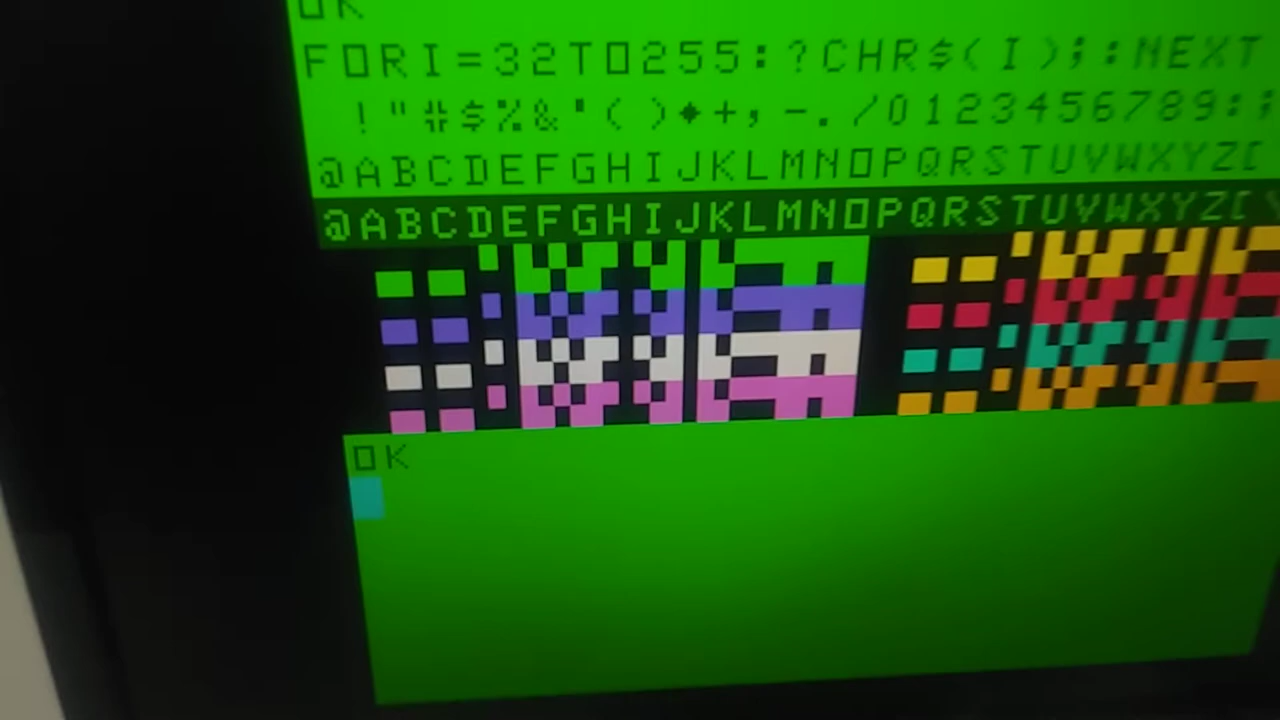 OK
FORI=32TO255:?CHR$(I);:NEXT
!"#$%&'()*+,-./0123456789:;
@ABCDEFGHIJKLMNOPQRSTUVWXYZ[
@ABCDEFGHIJKLMNOPQRSTUVWXYZ[
OK